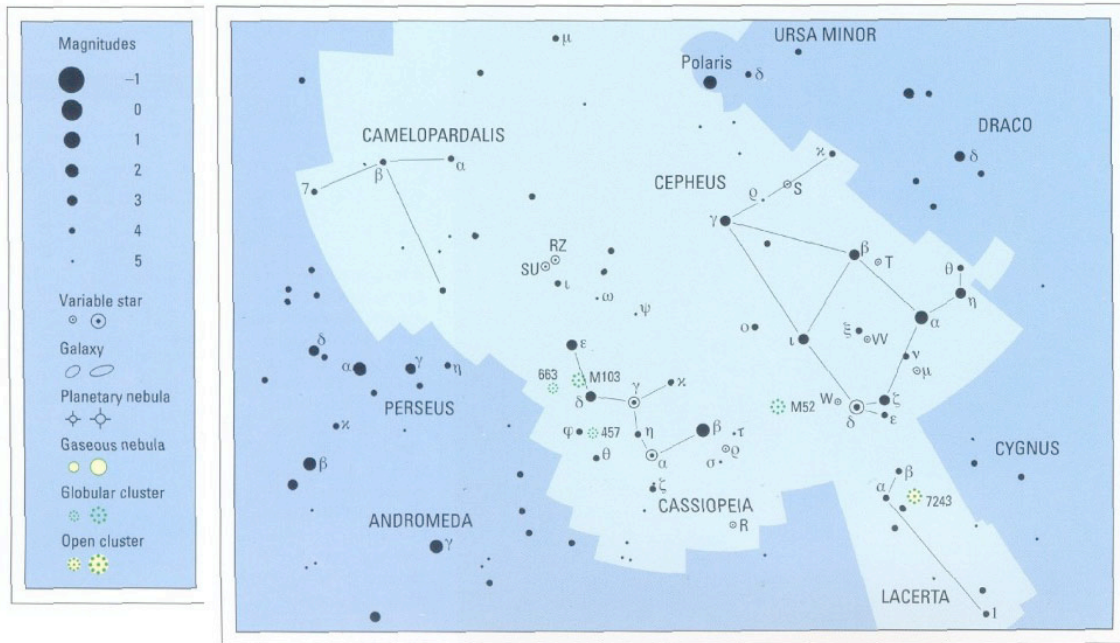 Magnitudes
–1
0
1
2
3
4
5
Variable star
Galaxy
Planetary nebula
Gaseous nebula
Globular cluster
Open cluster
μ
URSA MINOR
Polaris
δ
DRACO
δ
CAMELOPARDALIS
α
β
7
CEPHEUS
ϰ
S
ϱ
γ
β
T
θ
η
RZ
SU
ι
ω
ψ
ο
ι
ξ
VV
α
ν
μ
δ
α
γ
η
ε
663
M103
δ
γ
ϰ
M52
W
δ
ζ
ε
PERSEUS
ϰ
φ
457
η
β
τ
θ
α
σ
ϱ
CYGNUS
β
ζ
CASSIOPEIA
R
β
α
7243
ANDROMEDA
γ
LACERTA
1